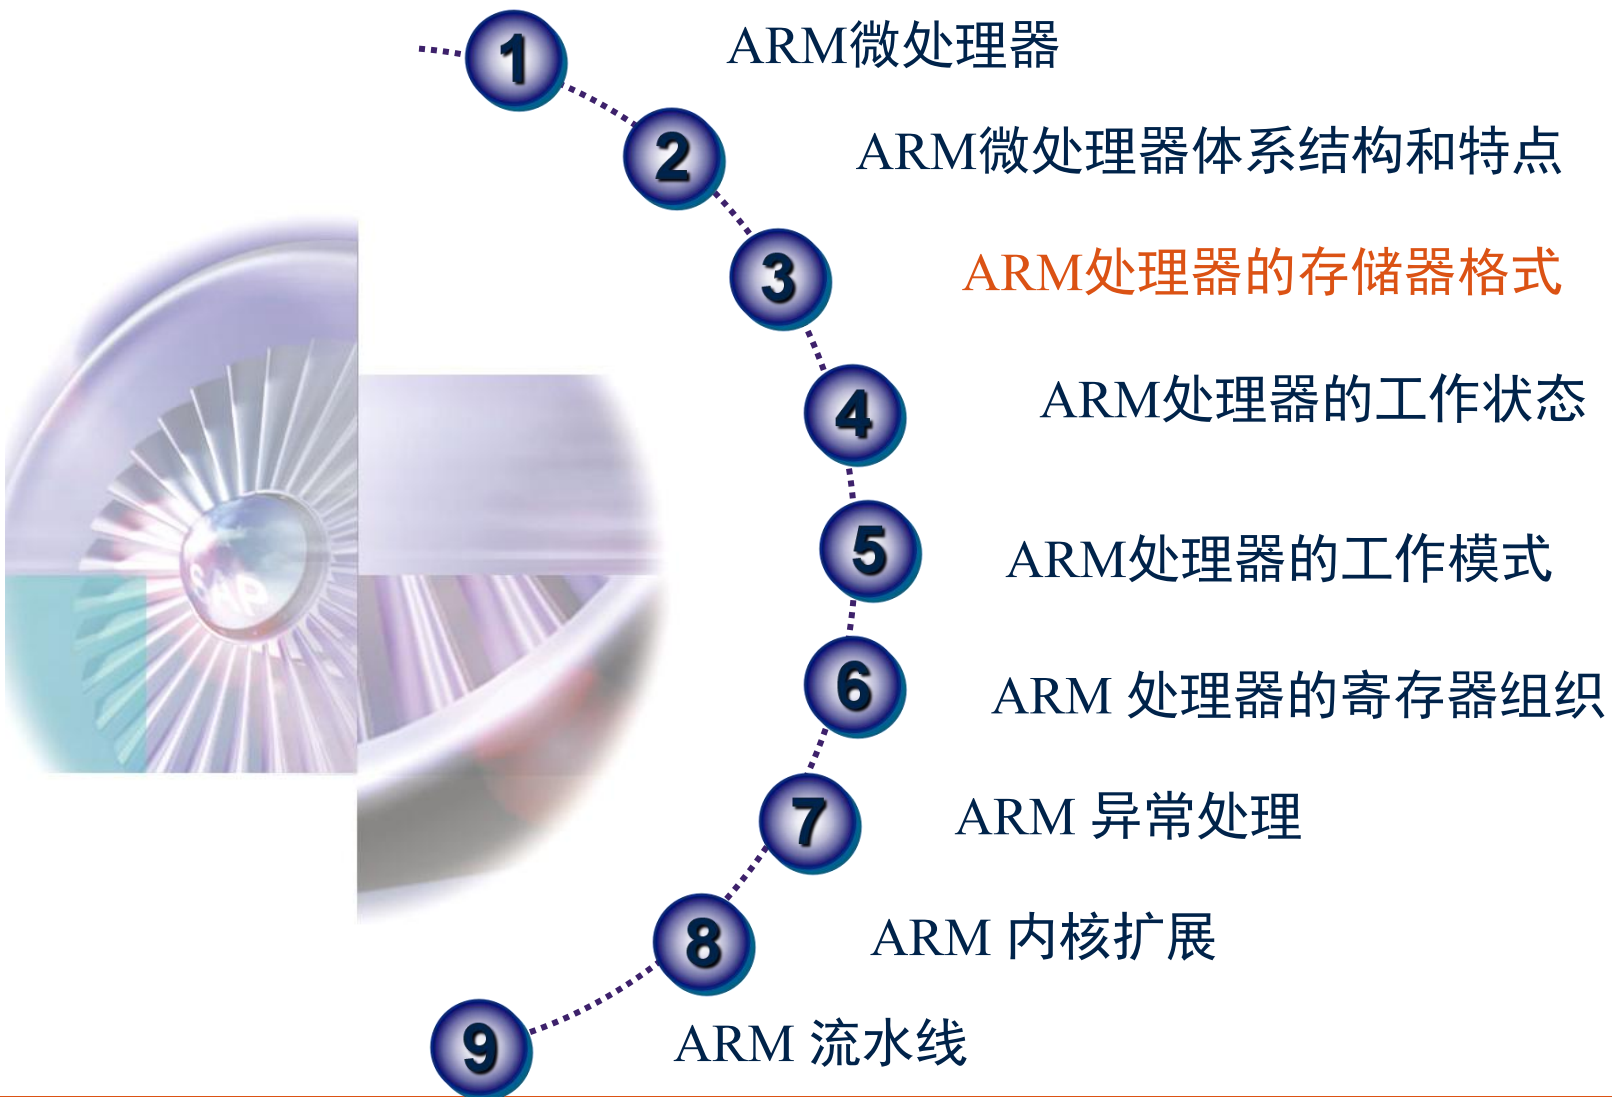 1
ARM微处理器
2
ARM微处理器体系结构和特点
3
ARM处理器的存储器格式
4
ARM处理器的工作状态
5
ARM处理器的工作模式
6
ARM 处理器的寄存器组织
7
ARM 异常处理
8
ARM 内核扩展
9
ARM 流水线
SAP